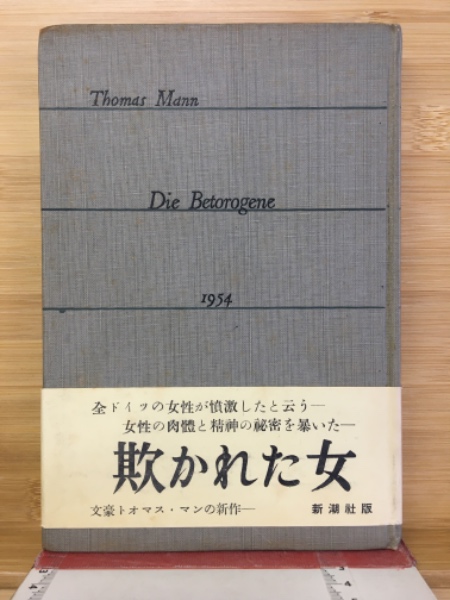 Thomas Mann
Die Betorogene
1954
全ドイツの女性が憤激したと云う―
女性の肉體と精神の祕密を暴いた―
欺かれた女
文豪トオマス・マンの新作―
新潮社版